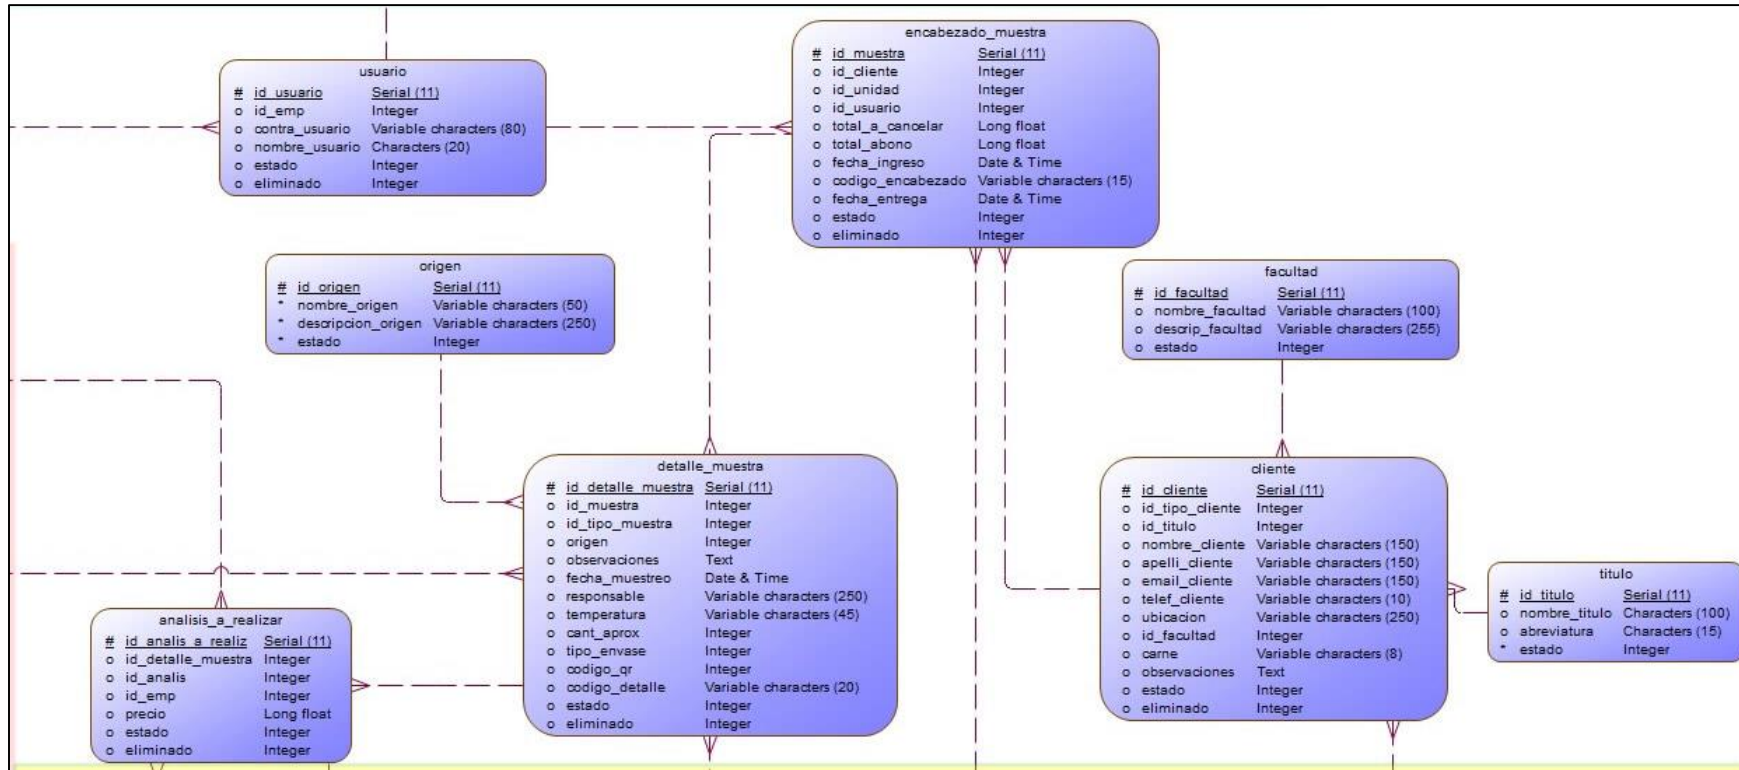 usuario
# id_usuario Serial (11)
o id_emp Integer
o contra_usuario Variable characters (80)
o nombre_usuario Characters (20)
o estado Integer
o eliminado Integer
encabezado_muestra
# id_muestra Serial (11)
o id_cliente Integer
o id_unidad Integer
o id_usuario Integer
o total_a_cancelar Long float
o total_abono Long float
o fecha_ingreso Date & Time
o codigo_encabezado Variable characters (15)
o fecha_entrega Date & Time
o estado Integer
o eliminado Integer
origen
# id_origen Serial (11)
* nombre_origen Variable characters (50)
* descripcion_origen Variable characters (250)
* estado Integer
facultad
# id_facultad Serial (11)
o nombre_facultad Variable characters (100)
o descrip_facultad Variable characters (255)
o estado Integer
detalle_muestra
# id_detalle_muestra Serial (11)
o id_muestra Integer
o id_tipo_muestra Integer
o origen Integer
o observaciones Text
o fecha_muestreo Date & Time
o responsable Variable characters (250)
o temperatura Variable characters (45)
o cant_aprox Integer
o tipo_envase Integer
o codigo_qr Integer
o codigo_detalle Variable characters (20)
o estado Integer
o eliminado Integer
cliente
# id_cliente Serial (11)
o id_tipo_cliente Integer
o id_titulo Integer
o nombre_cliente Variable characters (150)
o apelli_cliente Variable characters (150)
o email_cliente Variable characters (150)
o telef_cliente Variable characters (10)
o ubicacion Variable characters (250)
o id_facultad Integer
o carne Variable characters (8)
o observaciones Text
o estado Integer
o eliminado Integer
titulo
# id_titulo Serial (11)
o nombre_titulo Characters (100)
o abreviatura Characters (15)
* estado Integer
analisis_a_realizar
# id_analis_a_realiz Serial (11)
o id_detalle_muestra Integer
o id_analis Integer
o id_emp Integer
o precio Long float
o estado Integer
o eliminado Integer